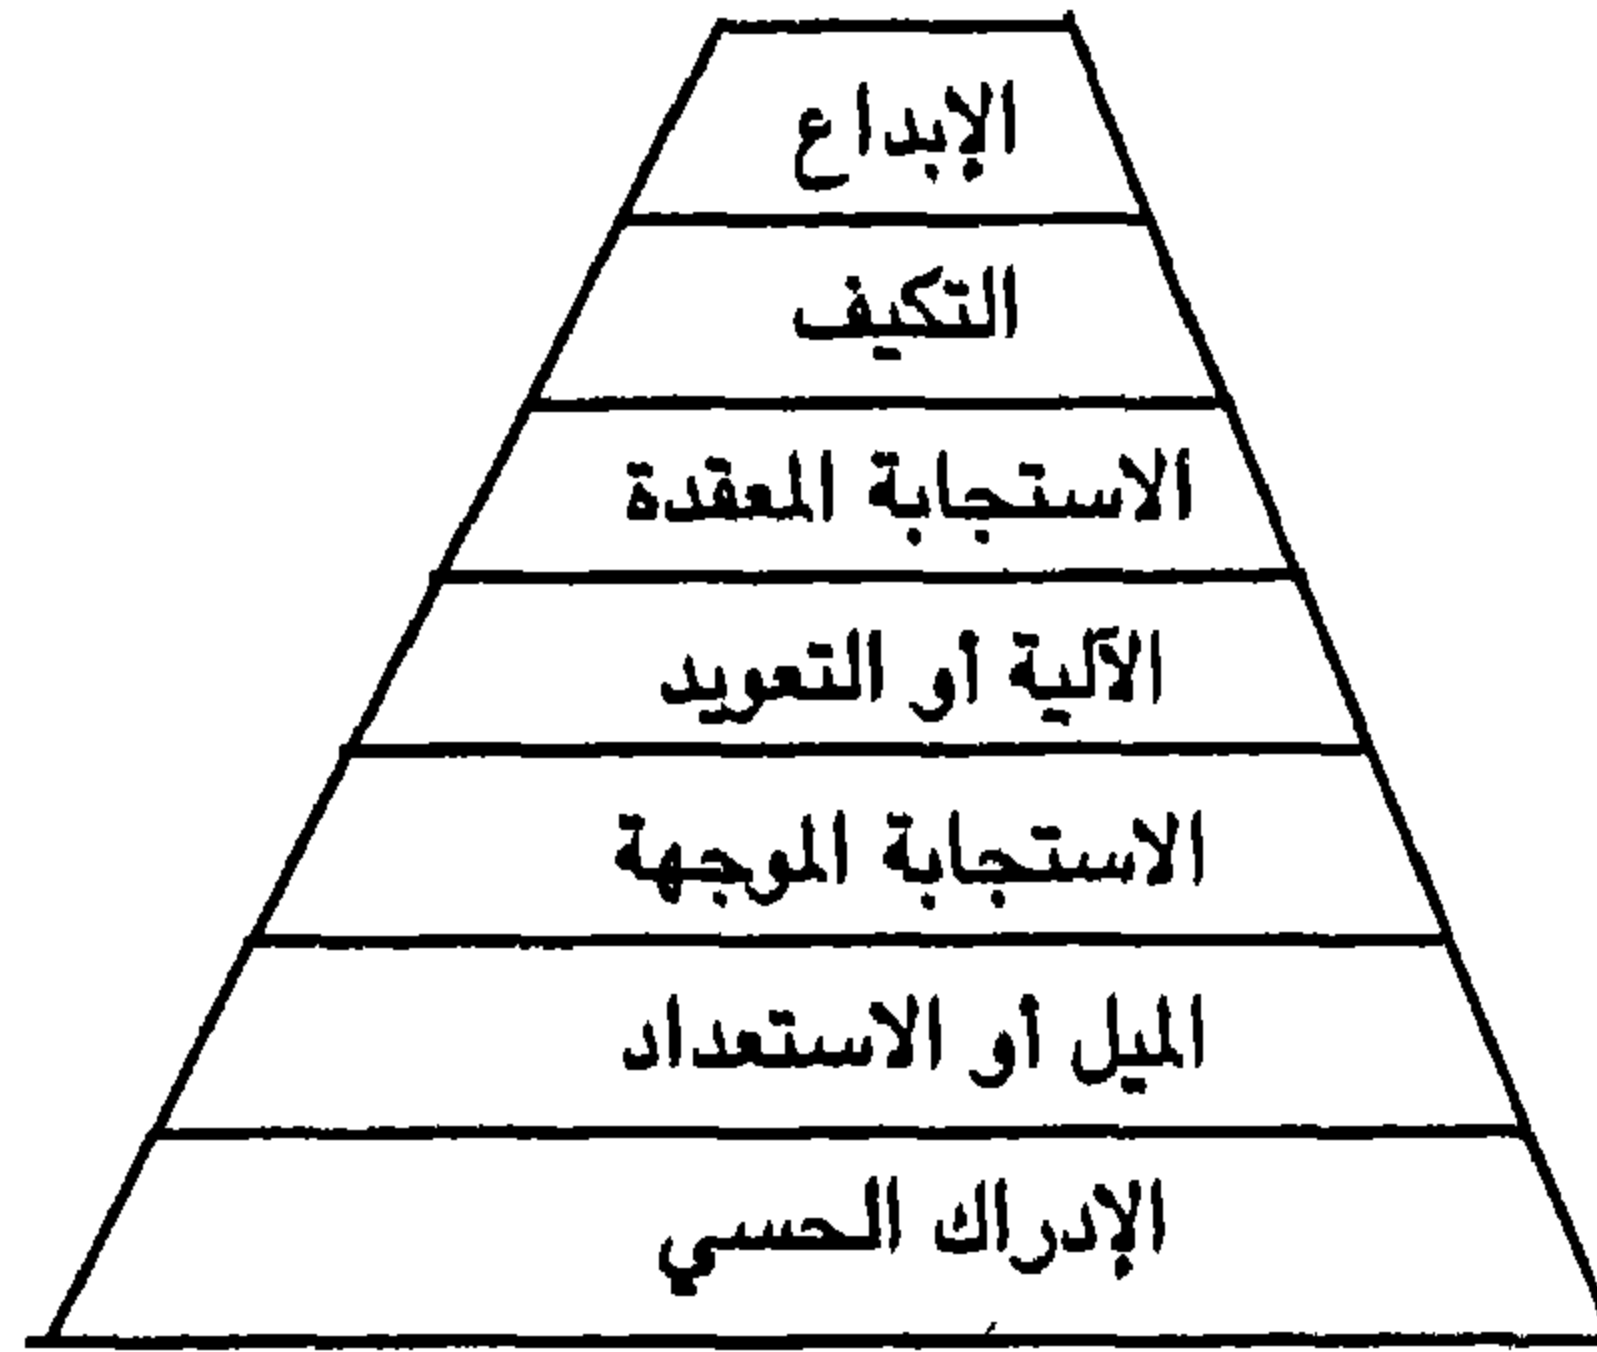 الإبداع
التكيف
الاستجابة المعقدة
الآلية أو التعويد
الاستجابة الموجهة
الميل أو الاستعداد
الإدراك الحسي